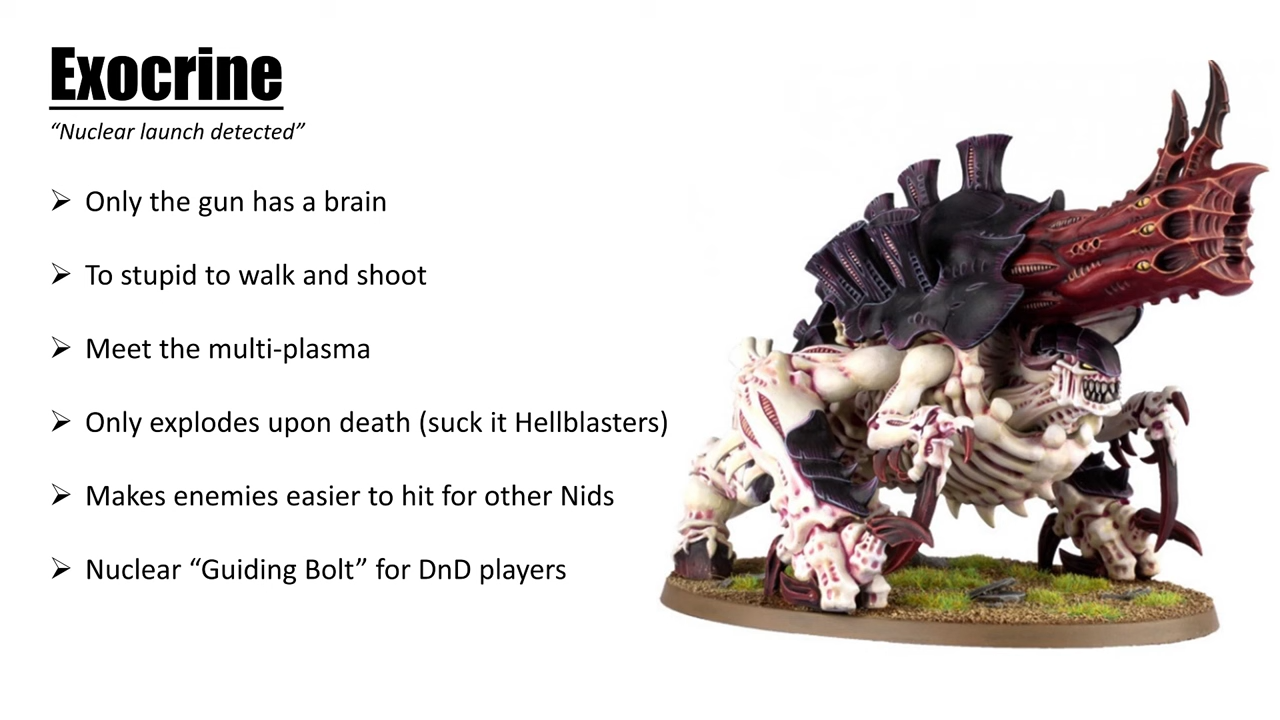 Exocrine
“Nuclear launch detected”
Only the gun has a brain
To stupid to walk and shoot
Meet the multi-plasma
Only explodes upon death (suck it Hellblasters)
Makes enemies easier to hit for other Nids
Nuclear “Guiding Bolt” for DnD players